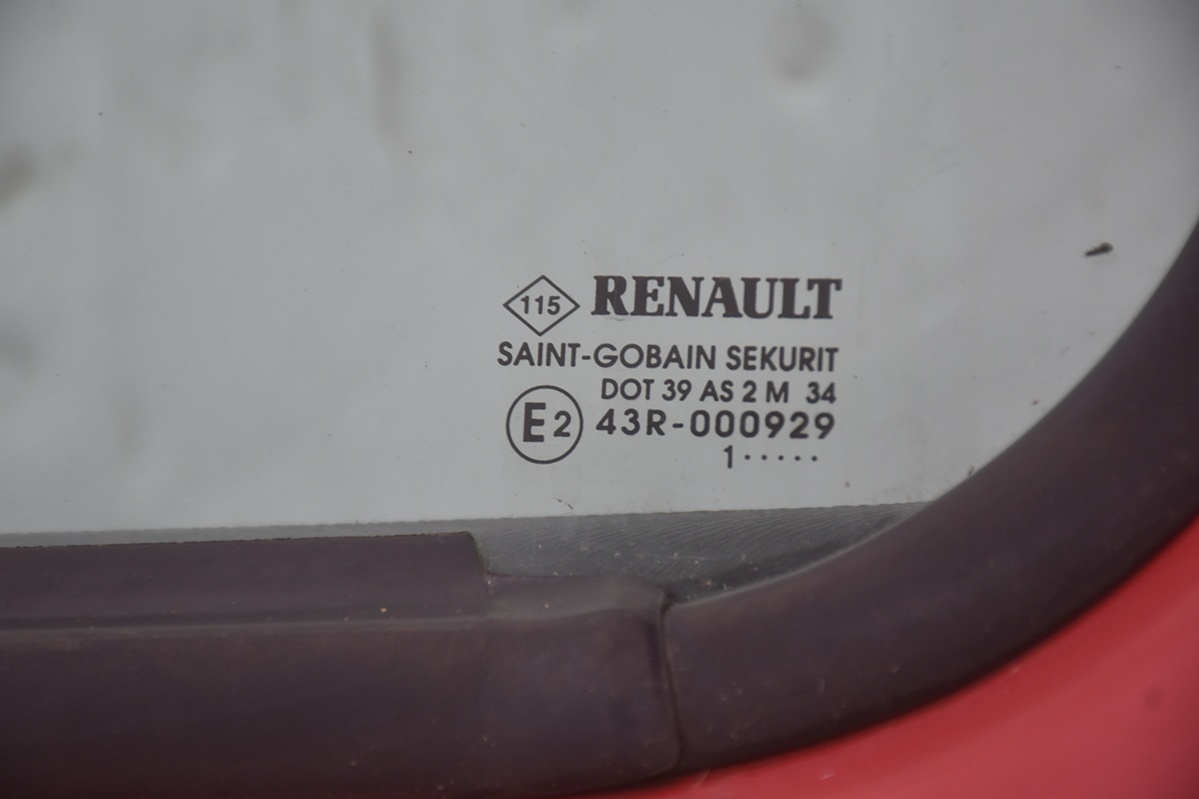 115 RENAULT
SAINT-GOBAIN SEKURIT
DOT 39 AS 2 M 34
E2 43R-000929
1·····